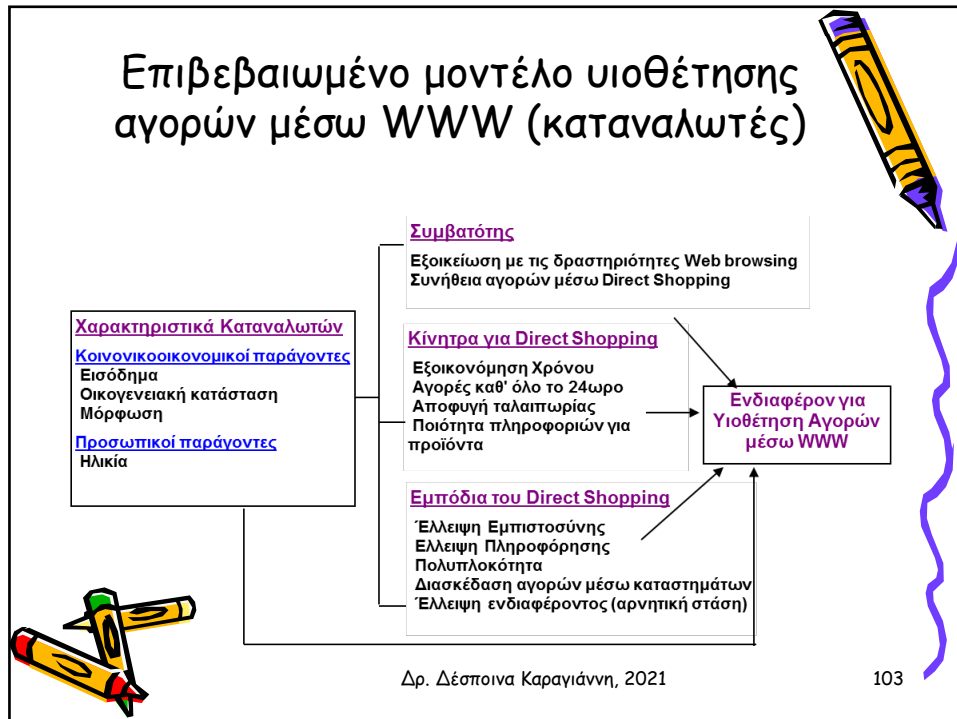 Επιβεβαιωμένο μοντέλο υιοθέτησης
αγορών μέσω WWW (καταναλωτές)
Χαρακτηριστικά Καταναλωτών
Κοινονικοοικονομικοί παράγοντες
Εισόδημα
Οικογενειακή κατάσταση
Μόρφωση
Προσωπικοί παράγοντες
Ηλικία
Συμβατότης
Εξοικείωση με τις δραστηριότητες Web browsing
Συνήθεια αγορών μέσω Direct Shopping
Κίνητρα για Direct Shopping
Εξοικονόμηση Χρόνου
Αγορές καθ' όλο το 24ωρο
Αποφυγή ταλαιπωρίας
Ποιότητα πληροφοριών για
προϊόντα
Εμπόδια του Direct Shopping
Έλλειψη Εμπιστοσύνης
Ελλειψη Πληροφόρησης
Πολυπλοκότητα
Διασκέδαση αγορών μέσω καταστημάτων
Έλλειψη ενδιαφέροντος (αρνητική στάση)
Ενδιαφέρον για
Υιοθέτηση Αγορών
μέσω WWW
Δρ. Δέσποινα Καραγιάννη, 2021
103